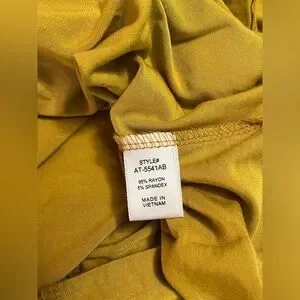 STYLE#
AT-5541AB
95% RAYON
5% SPANDEX
MADE IN
VIETNAM